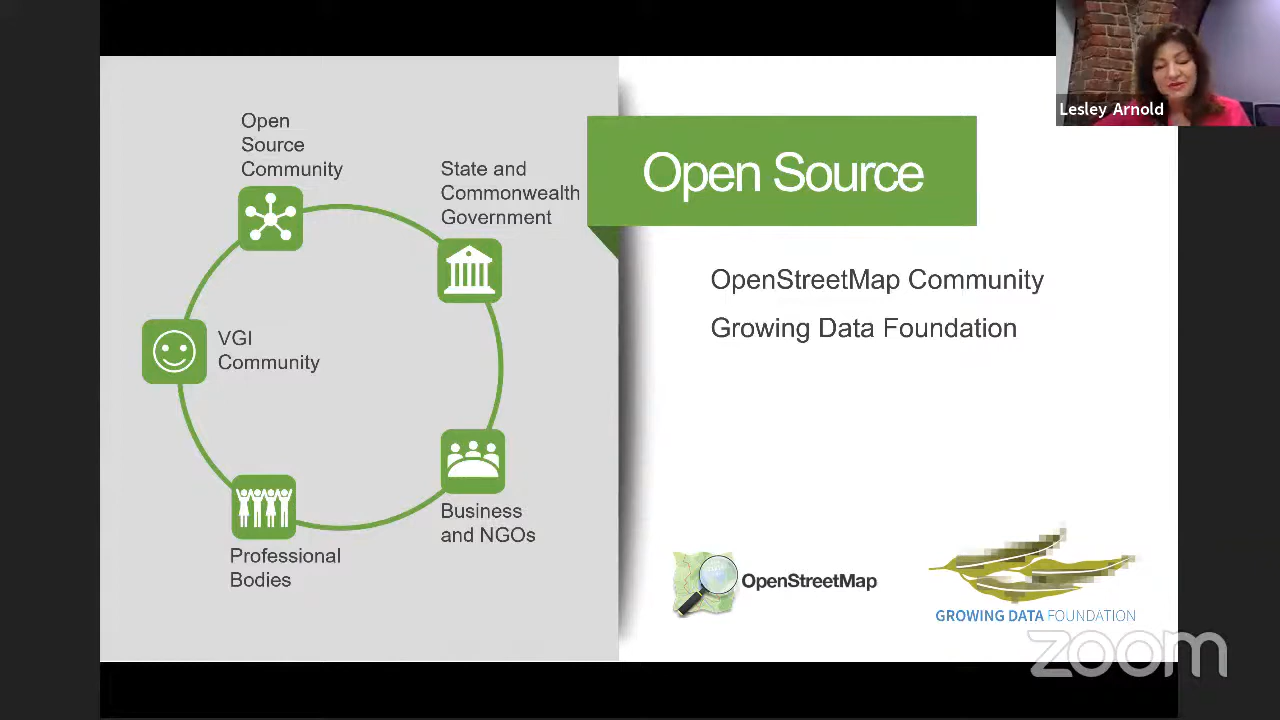 Lesley Arnold
Open
Source
Community
State and
Commonwealth
Government
VGI
Community
Business
and NGOs
Professional
Bodies
Open Source
OpenStreetMap Community
Growing Data Foundation
OpenStreetMap
GROWING DATA FOUNDATION
zoom